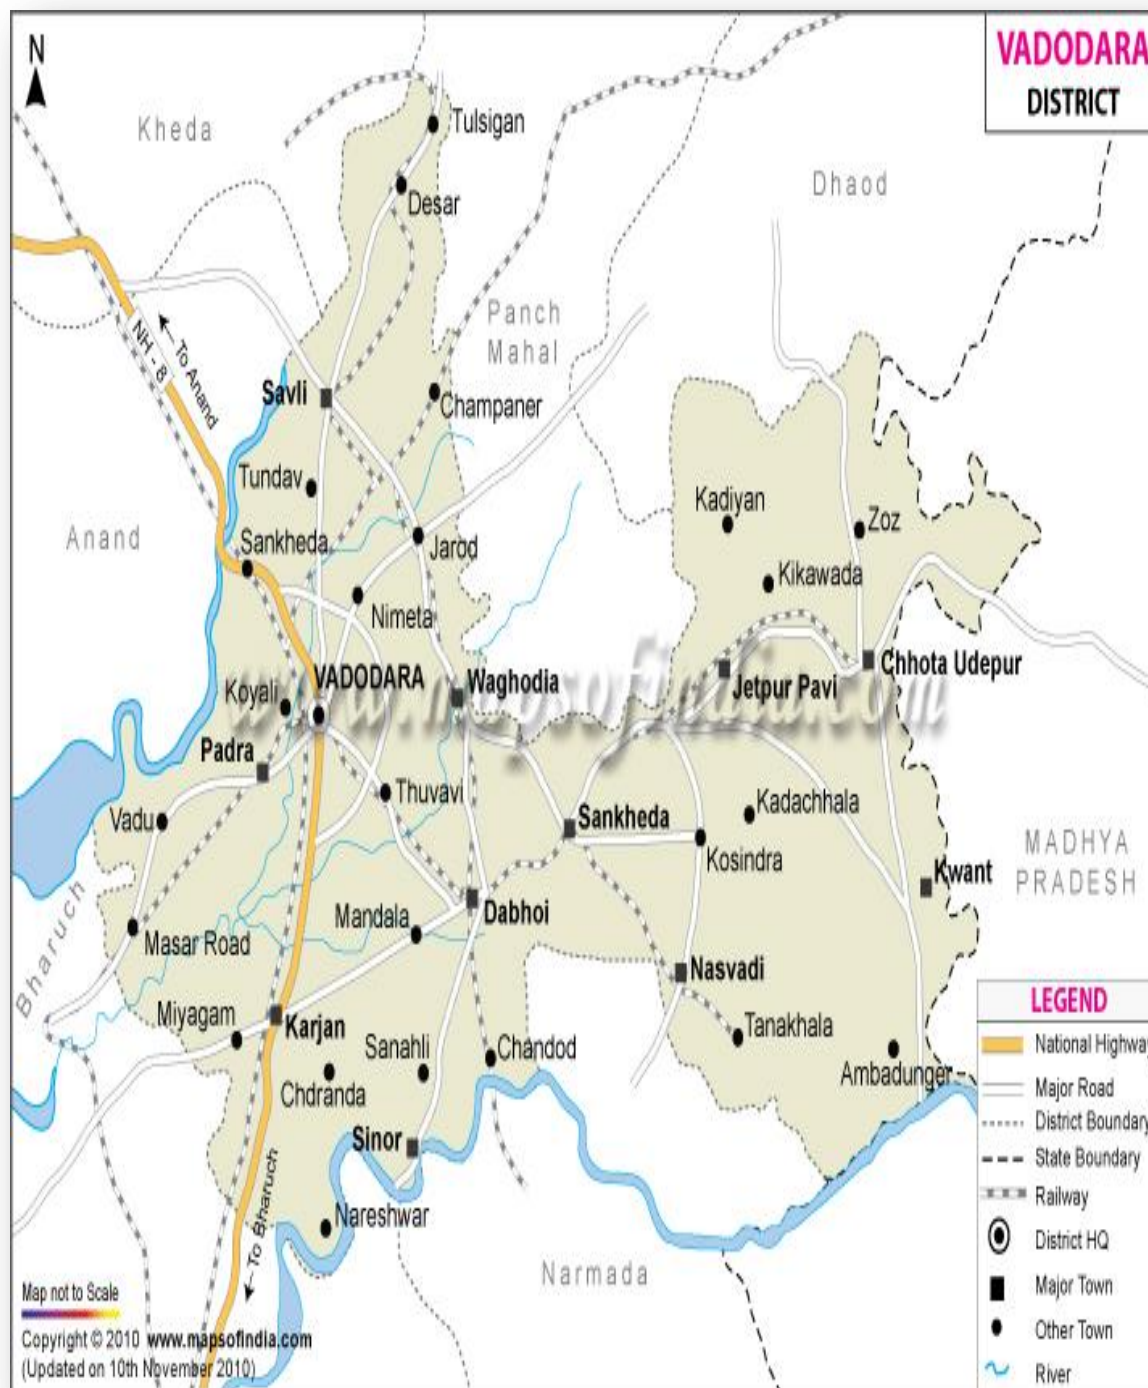 VADODARA
DISTRICT
N
Kheda
Tulsigan
Desar
Dhaod
Panch
Mahal
NH - 8
To Anand
Savli
Champaner
Tundav
Kadiyan
Zoz
Anand
Sankheda
Jarod
Kikawada
Nimeta
VADODARA
Waghodia
Chhota Udepur
Jetpur Pavi
Koyali
www.mapsofindia.com
Padra
Thuvavi
Kadachhala
Vadu
Sankheda
Kosindra
MADHYA
PRADESH
Kwant
Bharuch
Mandala
Dabhoi
Masar Road
Nasvadi
Miyagam
Karjan
Tanakhala
Sanahli
Chandod
Chdranda
Ambadunger
Sinor
Nareshwar
To Bharuch
Narmada
LEGEND
National Highway
Major Road
District Boundary
State Boundary
Railway
District HQ
Major Town
Other Town
River
Map not to Scale
Copyright © 2010 www.mapsofindia.com
(Updated on 10th November 2010)